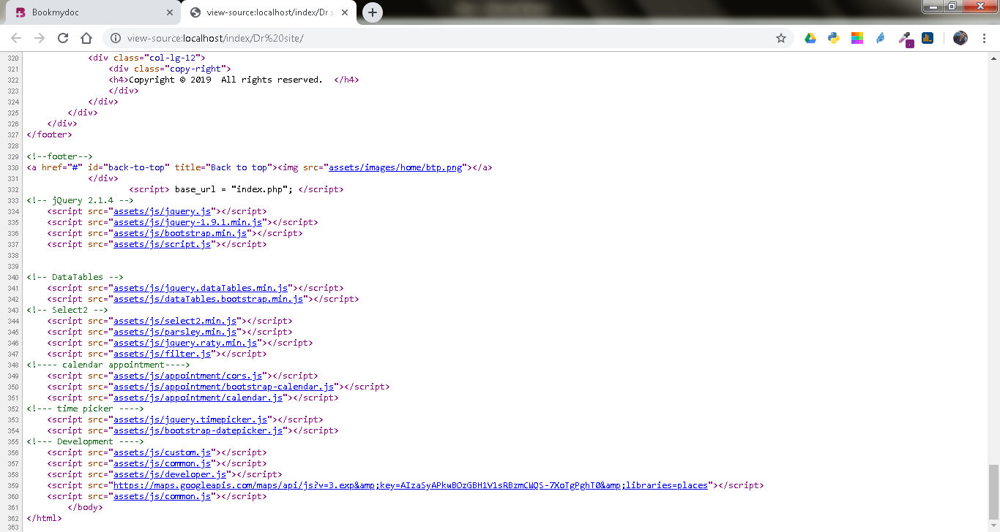 Bookmydoc
view-source:localhost/index/Dr s
view-source:localhost/index/Dr%20site/
320 <div class="col-lg-12">
321 <div class="copy-right">
322 <h4>Copyright © 2019  All rights reserved.  </h4>
323 </div>
324 </div>
325 </div>
326 </div>
327 </footer>
328
329 <!--footer-->
330 <a href="#" id="back-to-top" title="Back to top"><img src="assets/images/home/btp.png"></a>
331 </div>
332 <script> base_url = "index.php"; </script>
333 <!-- jQuery 2.1.4 -->
334 <script src="assets/js/jquery.js"></script>
335 <script src="assets/js/jquery-1.9.1.min.js"></script>
336 <script src="assets/js/bootstrap.min.js"></script>
337 <script src="assets/js/script.js"></script>
338
339
340 <!-- DataTables -->
341 <script src="assets/js/jquery.dataTables.min.js"></script>
342 <script src="assets/js/dataTables.bootstrap.min.js"></script>
343 <!-- Select2 -->
344 <script src="assets/js/select2.min.js"></script>
345 <script src="assets/js/parsley.min.js"></script>
346 <script src="assets/js/jquery.raty.min.js"></script>
347 <script src="assets/js/filter.js"></script>
348 <!---- calendar appointment---->
349 <script src="assets/js/appointment/cors.js"></script>
350 <script src="assets/js/appointment/bootstrap-calendar.js"></script>
351 <script src="assets/js/appointment/calendar.js"></script>
352 <!--- time picker ---->
353 <script src="assets/js/jquery.timepicker.js"></script>
354 <script src="assets/js/bootstrap-datepicker.js"></script>
355 <!--- Development ---->
356 <script src="assets/js/custom.js"></script>
357 <script src="assets/js/common.js"></script>
358 <script src="assets/js/developer.js"></script>
359 <script src="https://maps.googleapis.com/maps/api/js?v=3.exp&amp;key=AIzaSyAPkwBOzGBH1V1sRBzmCWQS-7XoTgPghT0&amp;libraries=places"></script>
360 <script src="assets/js/common.js"></script>
361 </body>
362 </html>
363